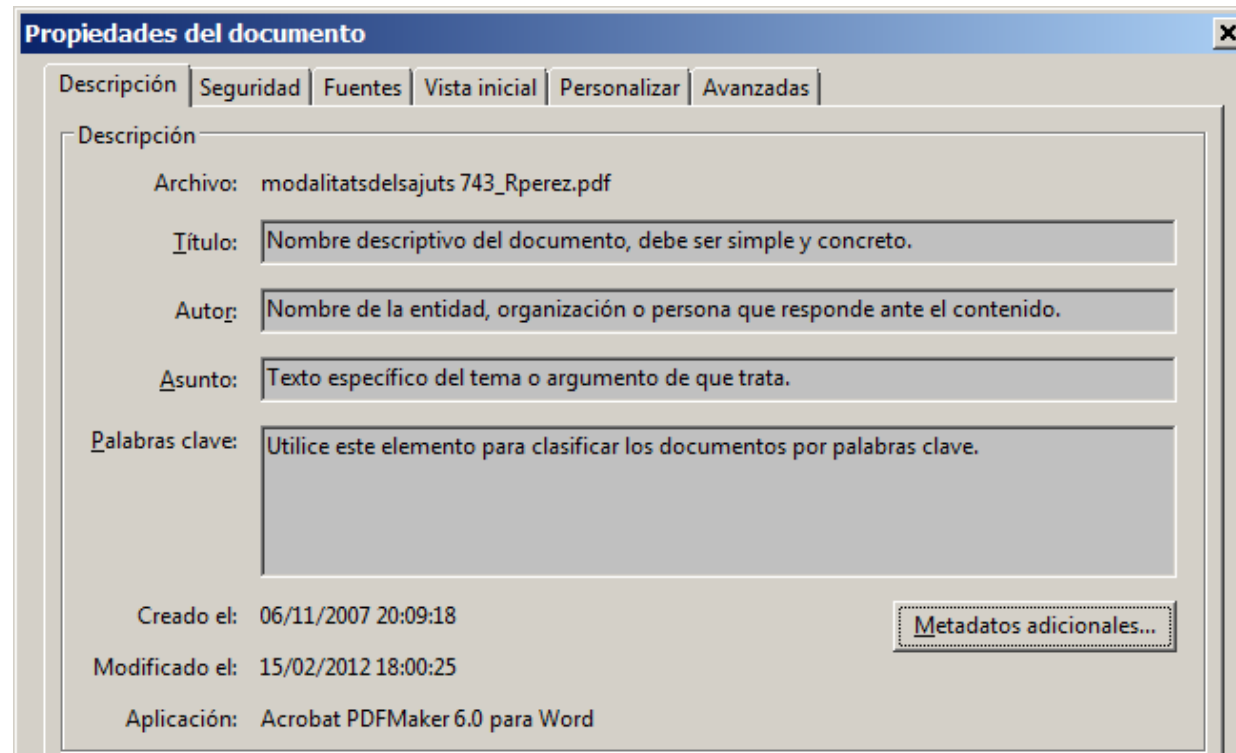 Propiedades del documento
Descripción Seguridad Fuentes Vista inicial Personalizar Avanzadas
Descripción
Archivo: modalitatsdelsajuts 743_Rperez.pdf
Título: Nombre descriptivo del documento, debe ser simple y concreto.
Autor: Nombre de la entidad, organización o persona que responde ante el contenido.
Asunto: Texto específico del tema o argumento de que trata.
Palabras clave: Utilice este elemento para clasificar los documentos por palabras clave.
Creado el: 06/11/2007 20:09:18
Metadatos adicionales...
Modificado el: 15/02/2012 18:00:25
Aplicación: Acrobat PDFMaker 6.0 para Word